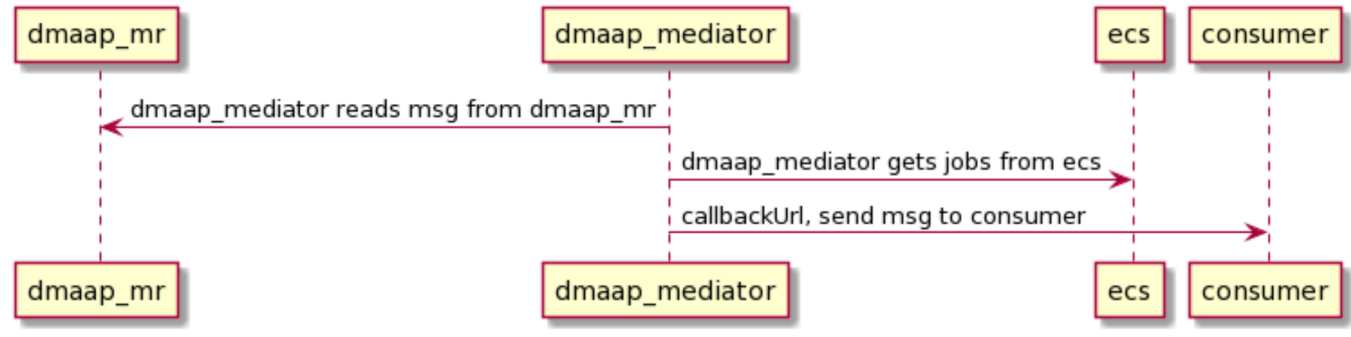 dmaap_mr dmaap_mediator ecs consumer
dmaap_mediator reads msg from dmaap_mr
dmaap_mediator gets jobs from ecs
callbackUrl, send msg to consumer
dmaap_mr dmaap_mediator ecs consumer